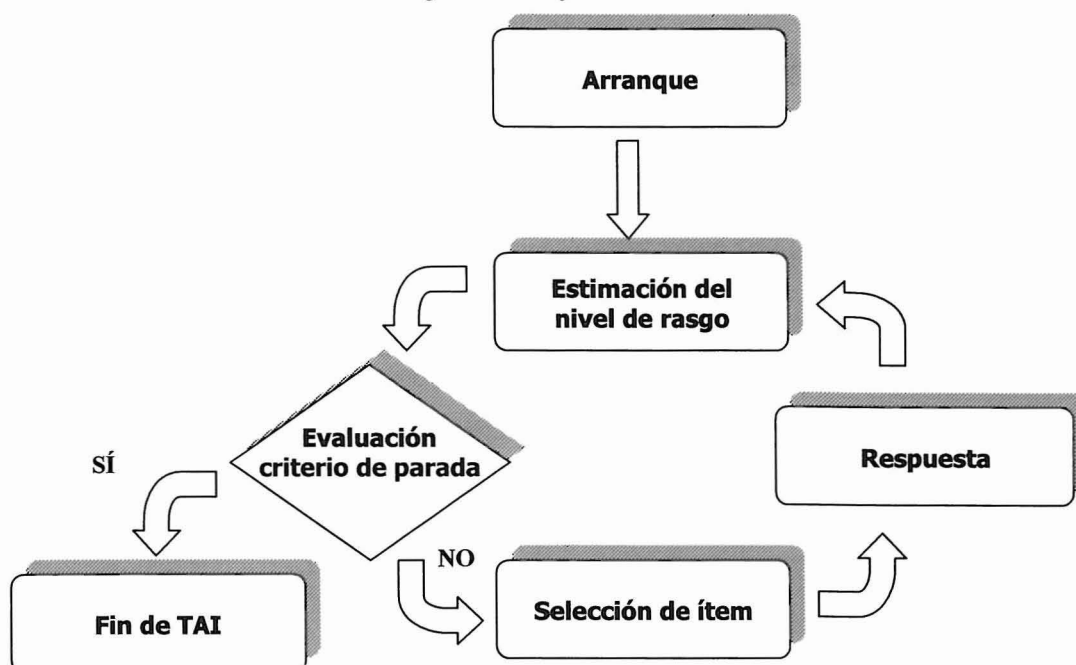 Arranque
Estimación del
nivel de rasgo
Evaluación
criterio de parada
SÍ
Respuesta
NO
Selección de ítem
Fin de TAI